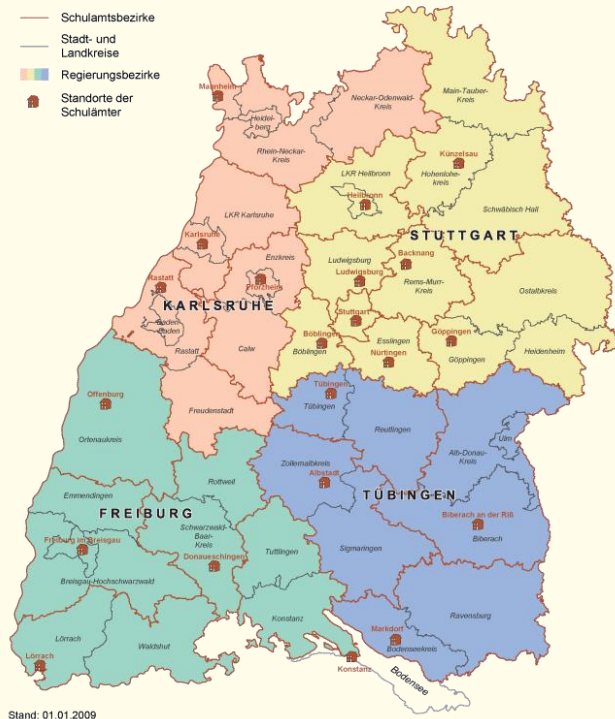 Schulamtsbezirke
Stadt- und
Landkreise
Regierungsbezirke
Standorte der
Schulämter
Mannheim
Heidel-
berg
Neckar-Odenwald-
Kreis
Main-Tauber-
Kreis
Rhein-Neckar-
Kreis
LKR Heilbronn
Heilbronn
Künzelsau
Hohenlohe-
kreis
Schwäbisch Hall
LKR Karlsruhe
Karlsruhe
Enzkreis
Pforzheim
Rastatt
KARLSRUHE
Baden-
Baden
Rastatt
Calw
Freudenstadt
STUTTGART
Ludwigsburg
Ludwigsburg
Backnang
Rems-Murr-
Kreis
Ostalbkreis
Stuttgart
Böblingen
Böblingen
Esslingen
Nürtingen
Göppingen
Göppingen
Heidenheim
Offenburg
Ortenaukreis
Tübingen
Tübingen
Reutlingen
Alb-Donau-
Kreis
Ulm
Zollernalbkreis
Albstadt
TÜBINGEN
Biberach an der Riß
Biberach
Rottweil
Emmendingen
FREIBURG
Schwarzwald-
Baar-
Kreis
Freiburg im Breisgau
Donaueschingen
Tuttlingen
Sigmaringen
Breisgau-Hochschwarzwald
Ravensburg
Konstanz
Markdorf
Bodenseekreis
Lörrach
Waldshut
Lörrach
Konstanz
Bodensee
Stand: 01.01.2009